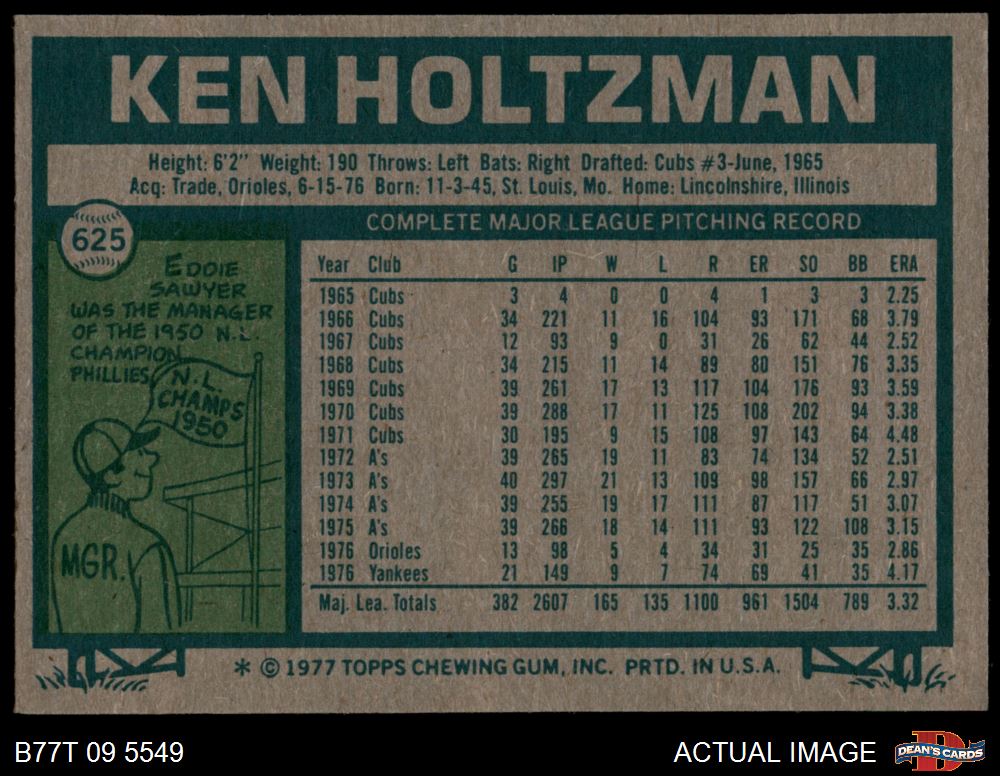 KEN HOLTZMAN
Height: 6'2" Weight: 190 Throws: Left Bats: Right Drafted: Cubs #3-June, 1965
Acq: Trade, Orioles, 6-15-76 Born: 11-3-45, St. Louis, Mo. Home: Lincolnshire, Illinois
625
EDDIE
SAWYER
WAS THE MANAGER
OF THE 1950 N.L.
CHAMPION
PHILLIES
N.L.
CHAMPS
1950
MGR.
COMPLETE MAJOR LEAGUE PITCHING RECORD
Year Club G IP W L R ER SO BB ERA
1965 Cubs 3 4 0 0 4 1 3 3 2.25
1966 Cubs 34 221 11 16 104 93 171 68 3.79
1967 Cubs 12 93 9 0 31 26 62 44 2.52
1968 Cubs 34 215 11 14 89 80 151 76 3.35
1969 Cubs 39 261 17 13 117 104 176 93 3.59
1970 Cubs 39 288 17 11 125 108 202 94 3.38
1971 Cubs 30 195 9 15 108 97 143 64 4.48
1972 A's 39 265 19 11 83 74 134 52 2.51
1973 A's 40 297 21 13 109 98 157 66 2.97
1974 A's 39 255 19 17 111 87 117 51 3.07
1975 A's 39 266 18 14 111 93 122 108 3.15
1976 Orioles 13 98 5 4 34 31 25 35 2.86
1976 Yankees 21 149 9 7 74 69 41 35 4.17
Maj. Lea. Totals 382 2607 165 135 1100 961 1504 789 3.32
* © 1977 TOPPS CHEWING GUM, INC. PRTD. IN U.S.A.
B77T 09 5549
ACTUAL IMAGE
DEAN'S CARDS